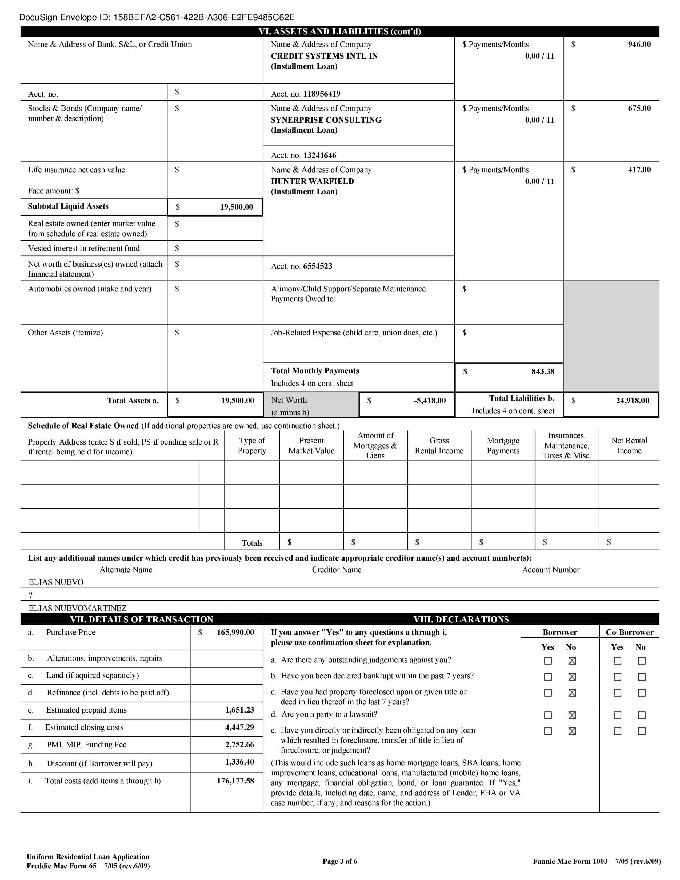 DocuSign Envelope ID: 158BEFA2-C561-422B-A306-E2FE9485C62E
VI. ASSETS AND LIABILITIES (cont'd)
Name & Address of Bank, S&L, or Credit Union
Name & Address of Company
CREDIT SYSTEMS INTL IN
(Installment Loan)
$ Payments/Months
0.00 / 11
$ 946.00
Acct. no.
$
Acct. no. 118956419
Stocks & Bonds (Company name/
number & description)
$
Name & Address of Company
SYNERPRISE CONSULTING
(Installment Loan)
$ Payments/Months
0.00 / 11
$ 675.00
Acct. no. 13241646
Life insurance net cash value
Face amount: $
$
Name & Address of Company
HUNTER WARFIELD
(Installment Loan)
$ Payments/Months
0.00 / 11
$ 417.00
Subtotal Liquid Assets $ 19,500.00
Real estate owned (enter market value
from schedule of real estate owned)
$
Vested interest in retirement fund $
Net worth of business(es) owned (attach
financial statement)
$
Acct. no. 6554523
Automobiles owned (make and year) $
Alimony/Child Support/Separate Maintenance
Payments Owed to:
$
Other Assets (itemize) $
Job-Related Expense (child care, union dues, etc.) $
Total Monthly Payments
Includes 4 on cont. sheet
$ 843.38
Total Assets a. $ 19,500.00
Net Worth
(a minus b)
$ -5,418.00
Total Liabilities b.
Includes 4 on cont. sheet
$ 24,918.00
Schedule of Real Estate Owned (If additional properties are owned, use continuation sheet.)
Property Address (enter S if sold, PS if pending sale or R
if rental being held for income)
Type of
Property
Present
Market Value
Amount of
Mortgages &
Liens
Gross
Rental Income
Mortgage
Payments
Insurances,
Maintenance,
Taxes & Misc.
Net Rental
Income
Totals $ $ $ $ $ $
List any additional names under which credit has previously been received and indicate appropriate creditor name(s) and account number(s):
Alternate Name Creditor Name Account Number
ELIAS NUEVO
?
ELIAS NUEVOMARTINEZ
VII. DETAILS OF TRANSACTION
a. Purchase Price $ 165,990.00
b. Alterations, improvements, repairs
c. Land (if aquired separately)
d. Refinance (incl. debts to be paid off)
e. Estimated prepaid items 1,651.23
f. Estimated closing costs 4,447.29
g. PMI, MIP, Funding Fee 2,752.66
h. Discount (if Borrower will pay) 1,336.40
i. Total costs (add items a through h) 176,177.58
VIII. DECLARATIONS
If you answer "Yes" to any questions a through i,
please use continuation sheet for explanation.
Borrower Co-Borrower
Yes No Yes No
a. Are there any outstanding judgements against you? ☐ ☒ ☐ ☐
b. Have you been declared bankrupt within the past 7 years? ☐ ☒ ☐ ☐
c. Have you had property foreclosed upon or given title or
deed in lieu thereof in the last 7 years?
☐ ☒ ☐ ☐
d. Are you a party to a lawsuit? ☐ ☒ ☐ ☐
e. Have you directly or indirectly been obligated on any loan
which resulted in foreclosure, transfer of title in lieu of
foreclosure, or judgement?
☐ ☒ ☐ ☐
(This would include such loans as home mortgage loans, SBA loans, home
improvement loans, educational loans, manufactured (mobile) home loans,
any mortgage, financial obligation, bond, or loan guarantee. If "Yes,"
provide details, including date, name, and address of Lender, FHA or VA
case number, if any, and reasons for the action.)
Uniform Residential Loan Application
Freddie Mac Form 65 7/05 (rev.6/09)
Page 3 of 6
Fannie Mae Form 1003 7/05 (rev.6/09)